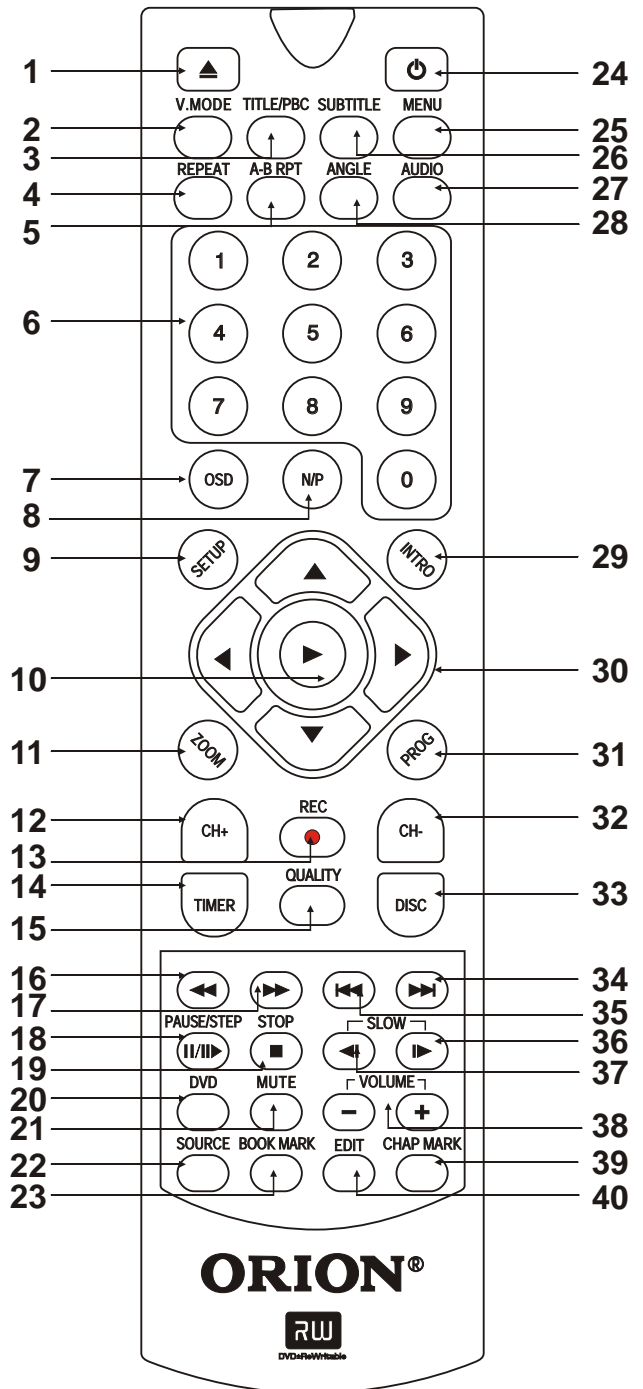 1 24
V.MODE TITLE/PBC SUBTITLE MENU
2 25
3 26
REPEAT A-B RPT ANGLE AUDIO
4 27
5 28
1 2 3
6
4 5 6
7 8 9
7 OSD N/P 0
8
9 SETUP INTRO 29
10 30
11 ZOOM PROG 31
REC
12 CH+ CH- 32
13
14 QUALITY
TIMER DISC 33
15
16 34
17 35
PAUSE/STEP STOP SLOW
18 36
19 37
DVD MUTE VOLUME
20
21 38
SOURCE BOOK MARK EDIT CHAP MARK
22 39
23 40
ORION®
RW
DVD+ReWritable